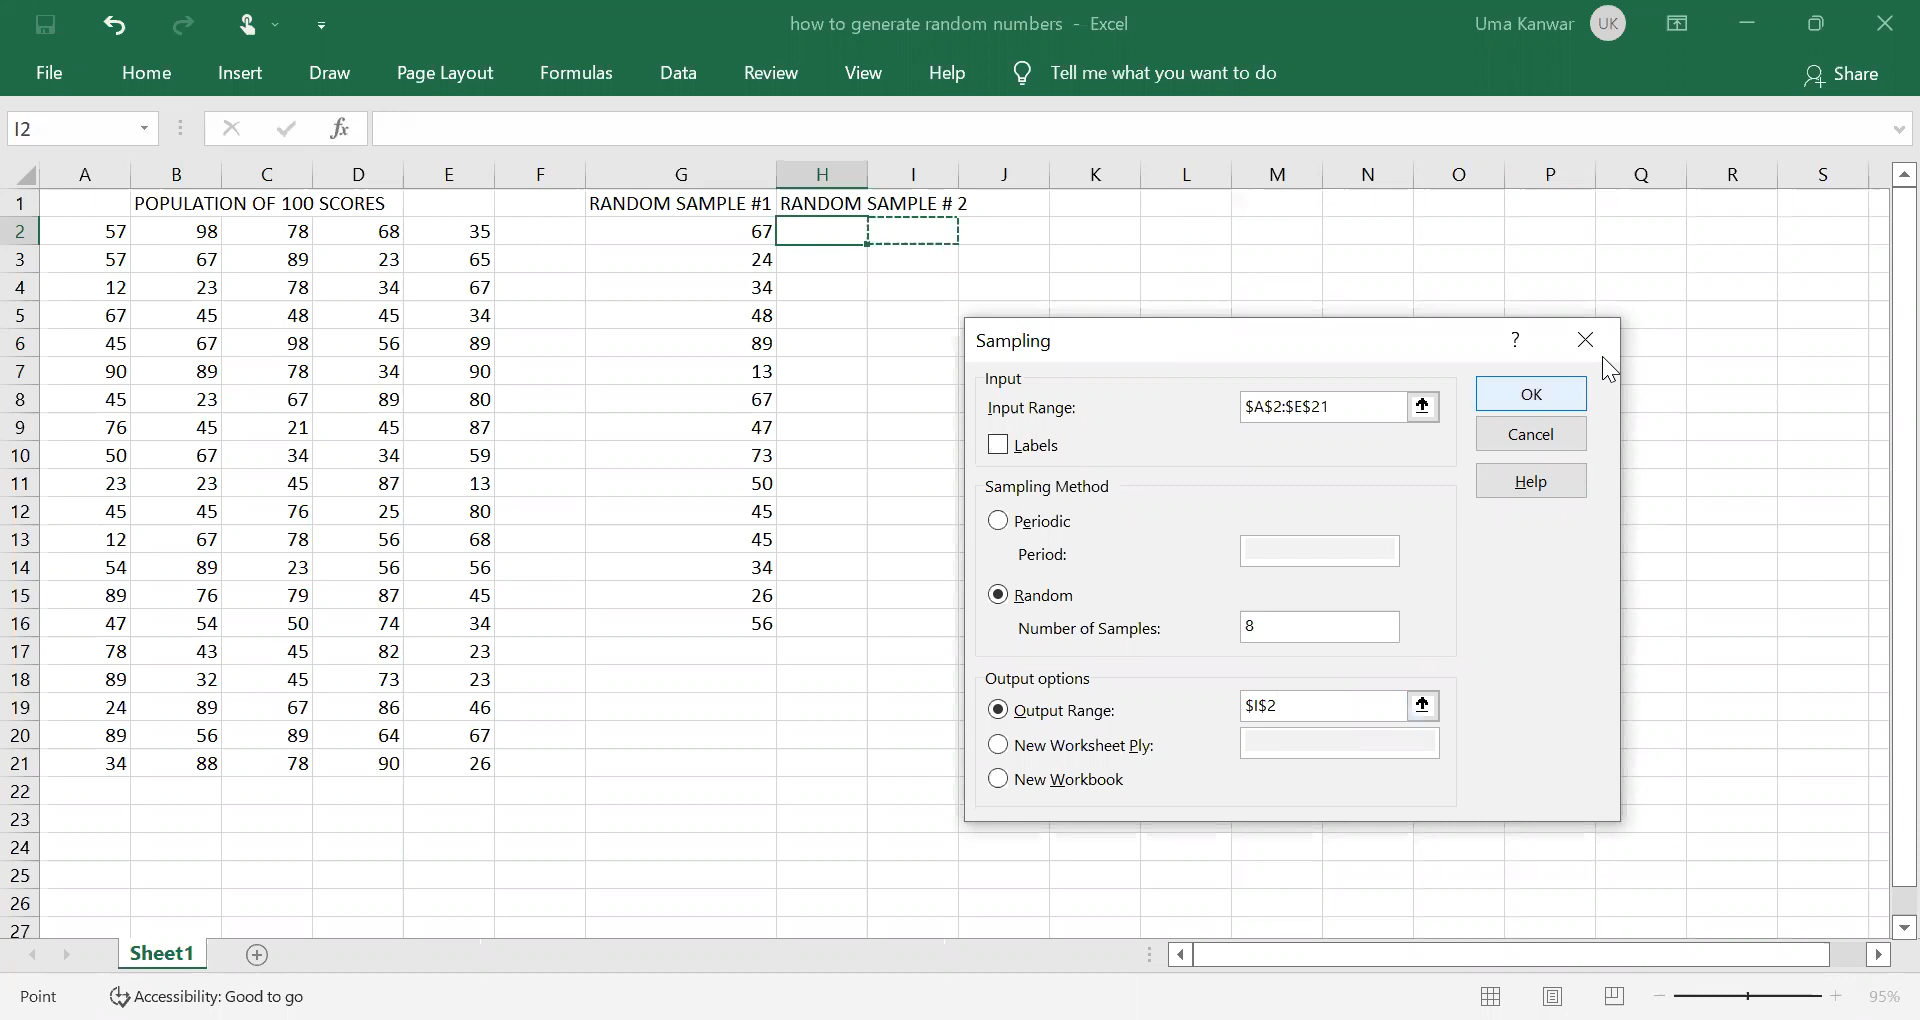 how to generate random numbers - Excel
Uma Kanwar UK
File Home Insert Draw Page Layout Formulas Data Review View Help Tell me what you want to do Share
I2 fx
A B C D E F G H I J K L M N O P Q R S
1 POPULATION OF 100 SCORES RANDOM SAMPLE #1 RANDOM SAMPLE # 2
2 57 98 78 68 35 67
3 57 67 89 23 65 24
4 12 23 78 34 67 34
5 67 45 48 45 34 48
6 45 67 98 56 89 89
7 90 89 78 34 90 13
8 45 23 67 89 80 67
9 76 45 21 45 87 47
10 50 67 34 34 59 73
11 23 23 45 87 13 50
12 45 45 76 25 80 45
13 12 67 78 56 68 45
14 54 89 23 56 56 34
15 89 76 79 87 45 26
16 47 54 50 74 34 56
17 78 43 45 82 23
18 89 32 45 73 23
19 24 89 67 86 46
20 89 56 89 64 67
21 34 88 78 90 26
22
23
24
25
26
27
Sampling ?
Input
Input Range: $A$2:$E$21
Labels
OK
Cancel
Help
Sampling Method
Periodic
Period:
Random
Number of Samples: 8
Output options
Output Range: $I$2
New Worksheet Ply:
New Workbook
Sheet1
Point Accessibility: Good to go 95%